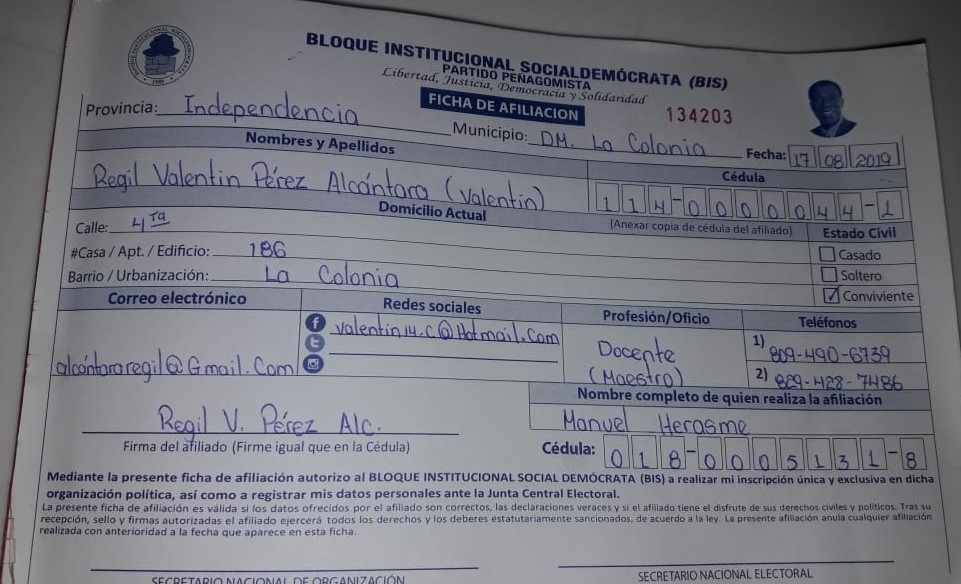 BLOQUE INSTITUCIONAL SOCIALDEMÓCRATA (BIS)
PARTIDO PEÑAGOMISTA
Libertad, Justicia, Democracia y Solidaridad
FICHA DE AFILIACIÓN
134203
Provincia: Independencia
Municipio: DM. La Colonia
Fecha: 17 08 2019
Nombres y Apellidos
Cédula
Regil Valentin Pérez Alcántara (Valentin)
114-0000044-1
(Anexar copia de cédula del afiliado)
Domicilio Actual
Estado Civil
Calle: 4ta
Casado
#Casa / Apt. / Edificio: 186
Soltero
Barrio / Urbanización: La Colonia
Conviviente
Correo electrónico
Redes sociales
Profesión/Oficio
Teléfonos
valentin14.c@Hotmail.Com
alcántararegil@Gmail.Com
Docente
(Maestro)
1) 809-490-6739
2) 829-428-7486
Nombre completo de quien realiza la afiliación
Regil V. Pérez Alc.
Manuel Herasme
Firma del afiliado (Firme igual que en la Cédula)
Cédula: 018-0005131-8
Mediante la presente ficha de afiliación autorizo al BLOQUE INSTITUCIONAL SOCIAL DEMÓCRATA (BIS) a realizar mi inscripción única y exclusiva en dicha
organización política, así como a registrar mis datos personales ante la Junta Central Electoral.
La presente ficha de afiliación es válida si los datos ofrecidos por el afiliado son correctos, las declaraciones veraces y si el afiliado tiene el disfrute de sus derechos civiles y políticos. Tras su
recepción, sello y firmas autorizadas el afiliado ejercerá todos los derechos y los deberes estatutariamente sancionados, de acuerdo a la ley. La presente afiliación anula cualquier afiliación
realizada con anterioridad a la fecha que aparece en esta ficha.
SECRETARIO NACIONAL DE ORGANIZACIÓN
SECRETARIO NACIONAL ELECTORAL